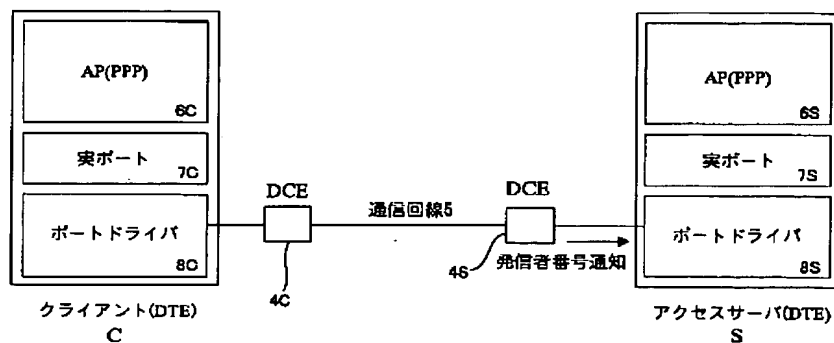 AP(PPP)
6C
実ポート
7C
ポートドライバ
8C
クライアント(DTE)
C
DCE
4C
通信回線5
DCE
4S
発信者番号通知
AP(PPP)
6S
実ポート
7S
ポートドライバ
8S
アクセスサーバ(DTE)
S